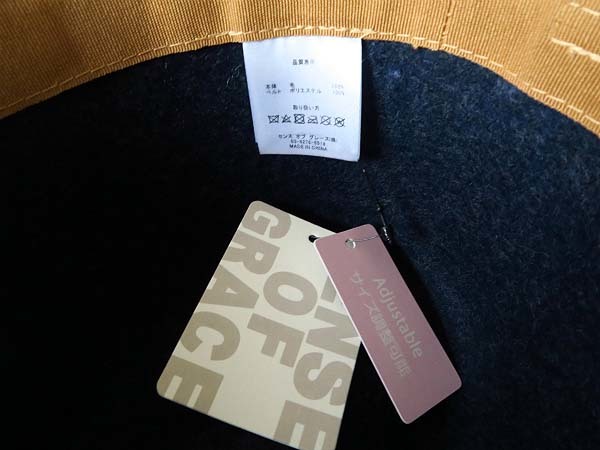 品質表示
本体 毛 100%
ベルト ポリエステル 100%
取り扱い方
センス オブ グレース(株)
MADE IN CHINA
ENSE
OF
GRACE
Adjustable
サイズ調整可能